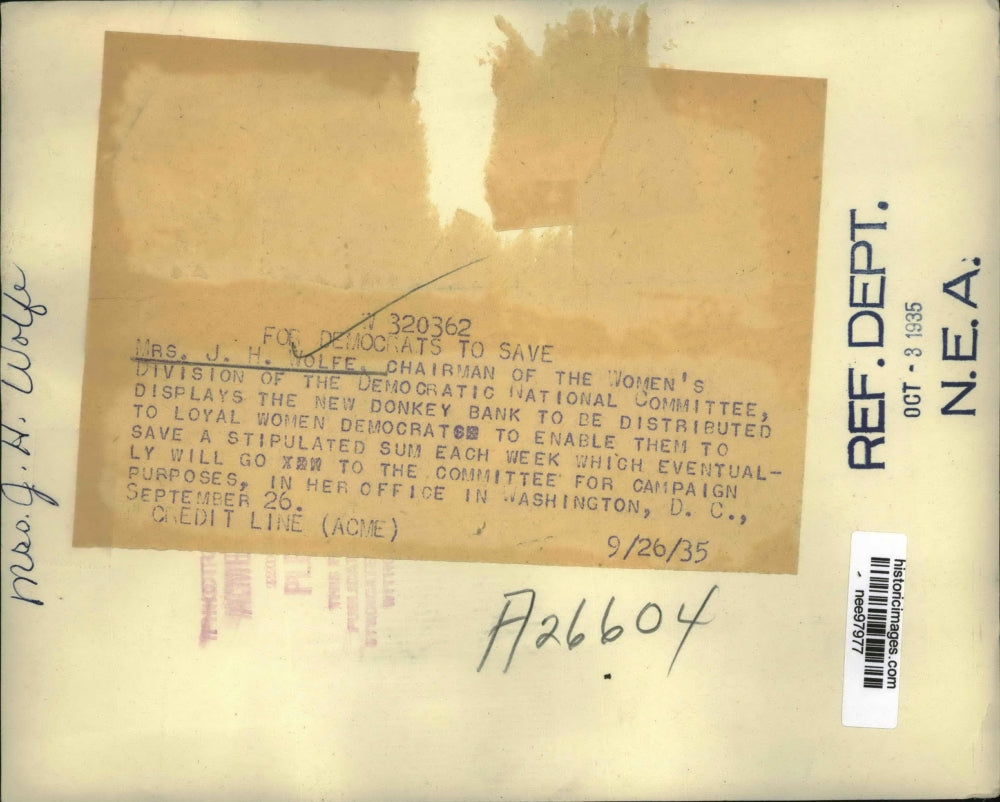 W 320362
FOR DEMOCRATS TO SAVE
MRS. J. H. WOLFE, CHAIRMAN OF THE WOMEN'S
DIVISION OF THE DEMOCRATIC NATIONAL COMMITTEE,
DISPLAYS THE NEW DONKEY BANK TO BE DISTRIBUTED
TO LOYAL WOMEN DEMOCRATS TO ENABLE THEM TO
SAVE A STIPULATED SUM EACH WEEK WHICH EVENTUAL-
LY WILL GO TO THE COMMITTEE FOR CAMPAIGN
PURPOSES, IN HER OFFICE IN WASHINGTON, D. C.,
SEPTEMBER 26.
CREDIT LINE (ACME)
9/26/35
A26604
Mrs. J. H. Wolfe
REF. DEPT.
OCT - 3 1935
N.E.A.
historicimages.com
nee97977